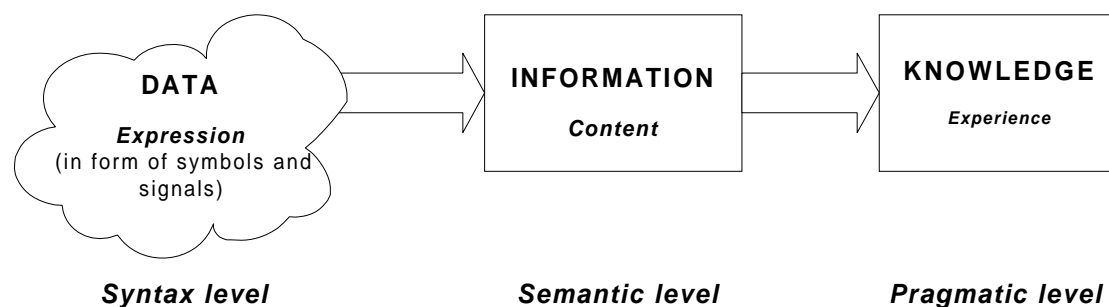 DATA
Expression
(in form of symbols and
signals)
INFORMATION
Content
KNOWLEDGE
Experience
Syntax level
Semantic level
Pragmatic level